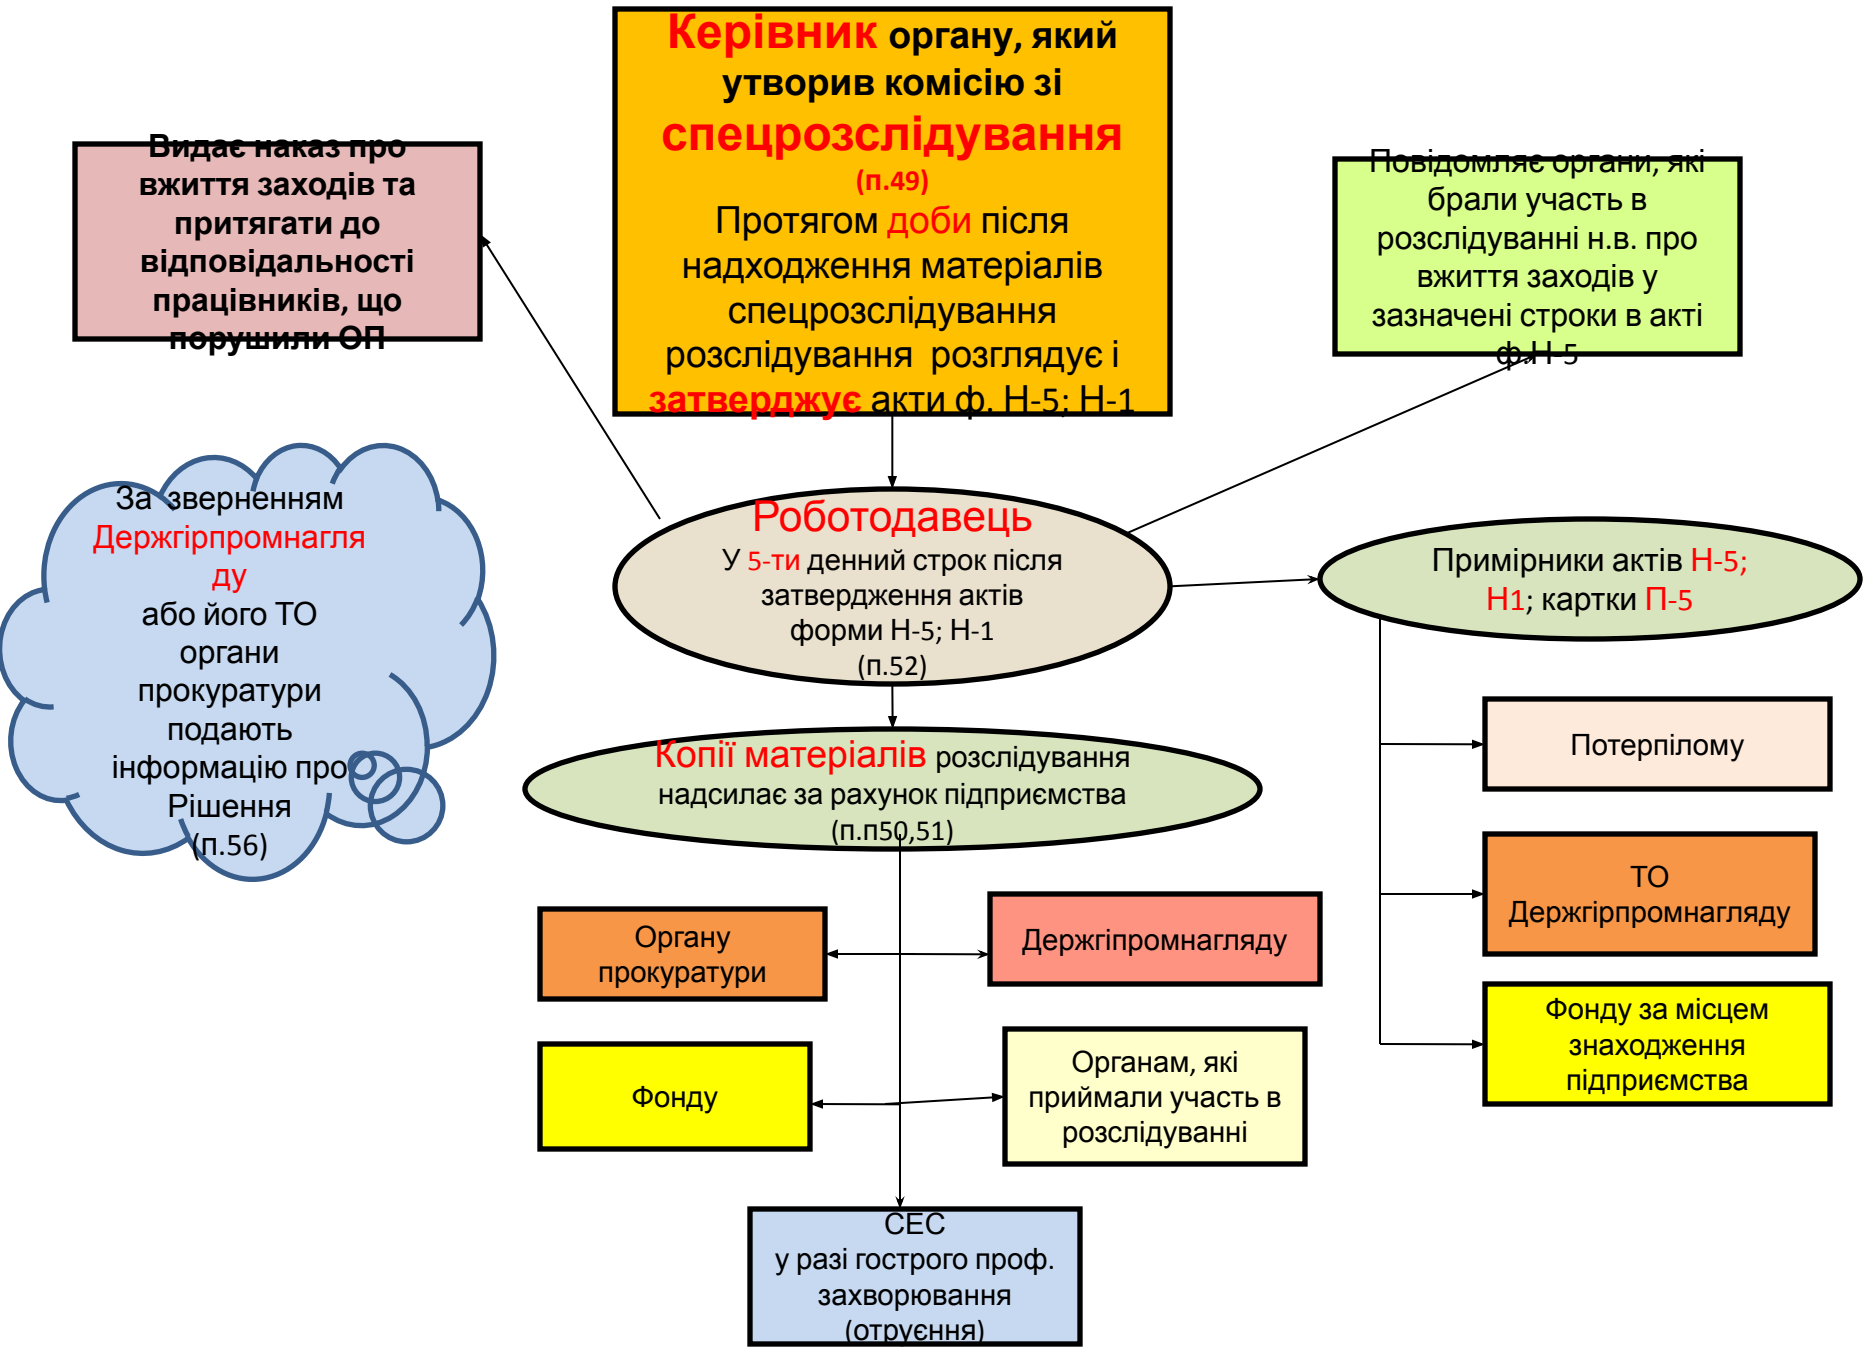 Керівник органу, який
утворив комісію зі
спецрозслідування
(п.49)
Протягом доби після
надходження матеріалів
спецрозслідування
розслідування розглядує і
затверджує акти ф. Н-5; Н-1
Видає наказ про
вжиття заходів та
притягати до
відповідальності
працівників, що
порушили ОП
Повідомляє органи, які
брали участь в
розслідуванні н.в. про
вжиття заходів у
зазначені строки в акті
ф.Н-5
За зверненням
Держгірпромнагля
ду
або його ТО
органи
прокуратури
подають
інформацію про
Рішення
(п.56)
Роботодавець
У 5-ти денний строк після
затвердження актів
форми Н-5; Н-1
(п.52)
Примірники актів Н-5;
Н1; картки П-5
Копії матеріалів розслідування
надсилає за рахунок підприємства
(п.п50,51)
Потерпілому
ТО
Держгірпромнагляду
Фонду за місцем
знаходження
підприємства
Органу
прокуратури
Держгіпромнагляду
Фонду
Органам, які
приймали участь в
розслідуванні
СЕС
у разі гострого проф.
захворювання
(отруєння)